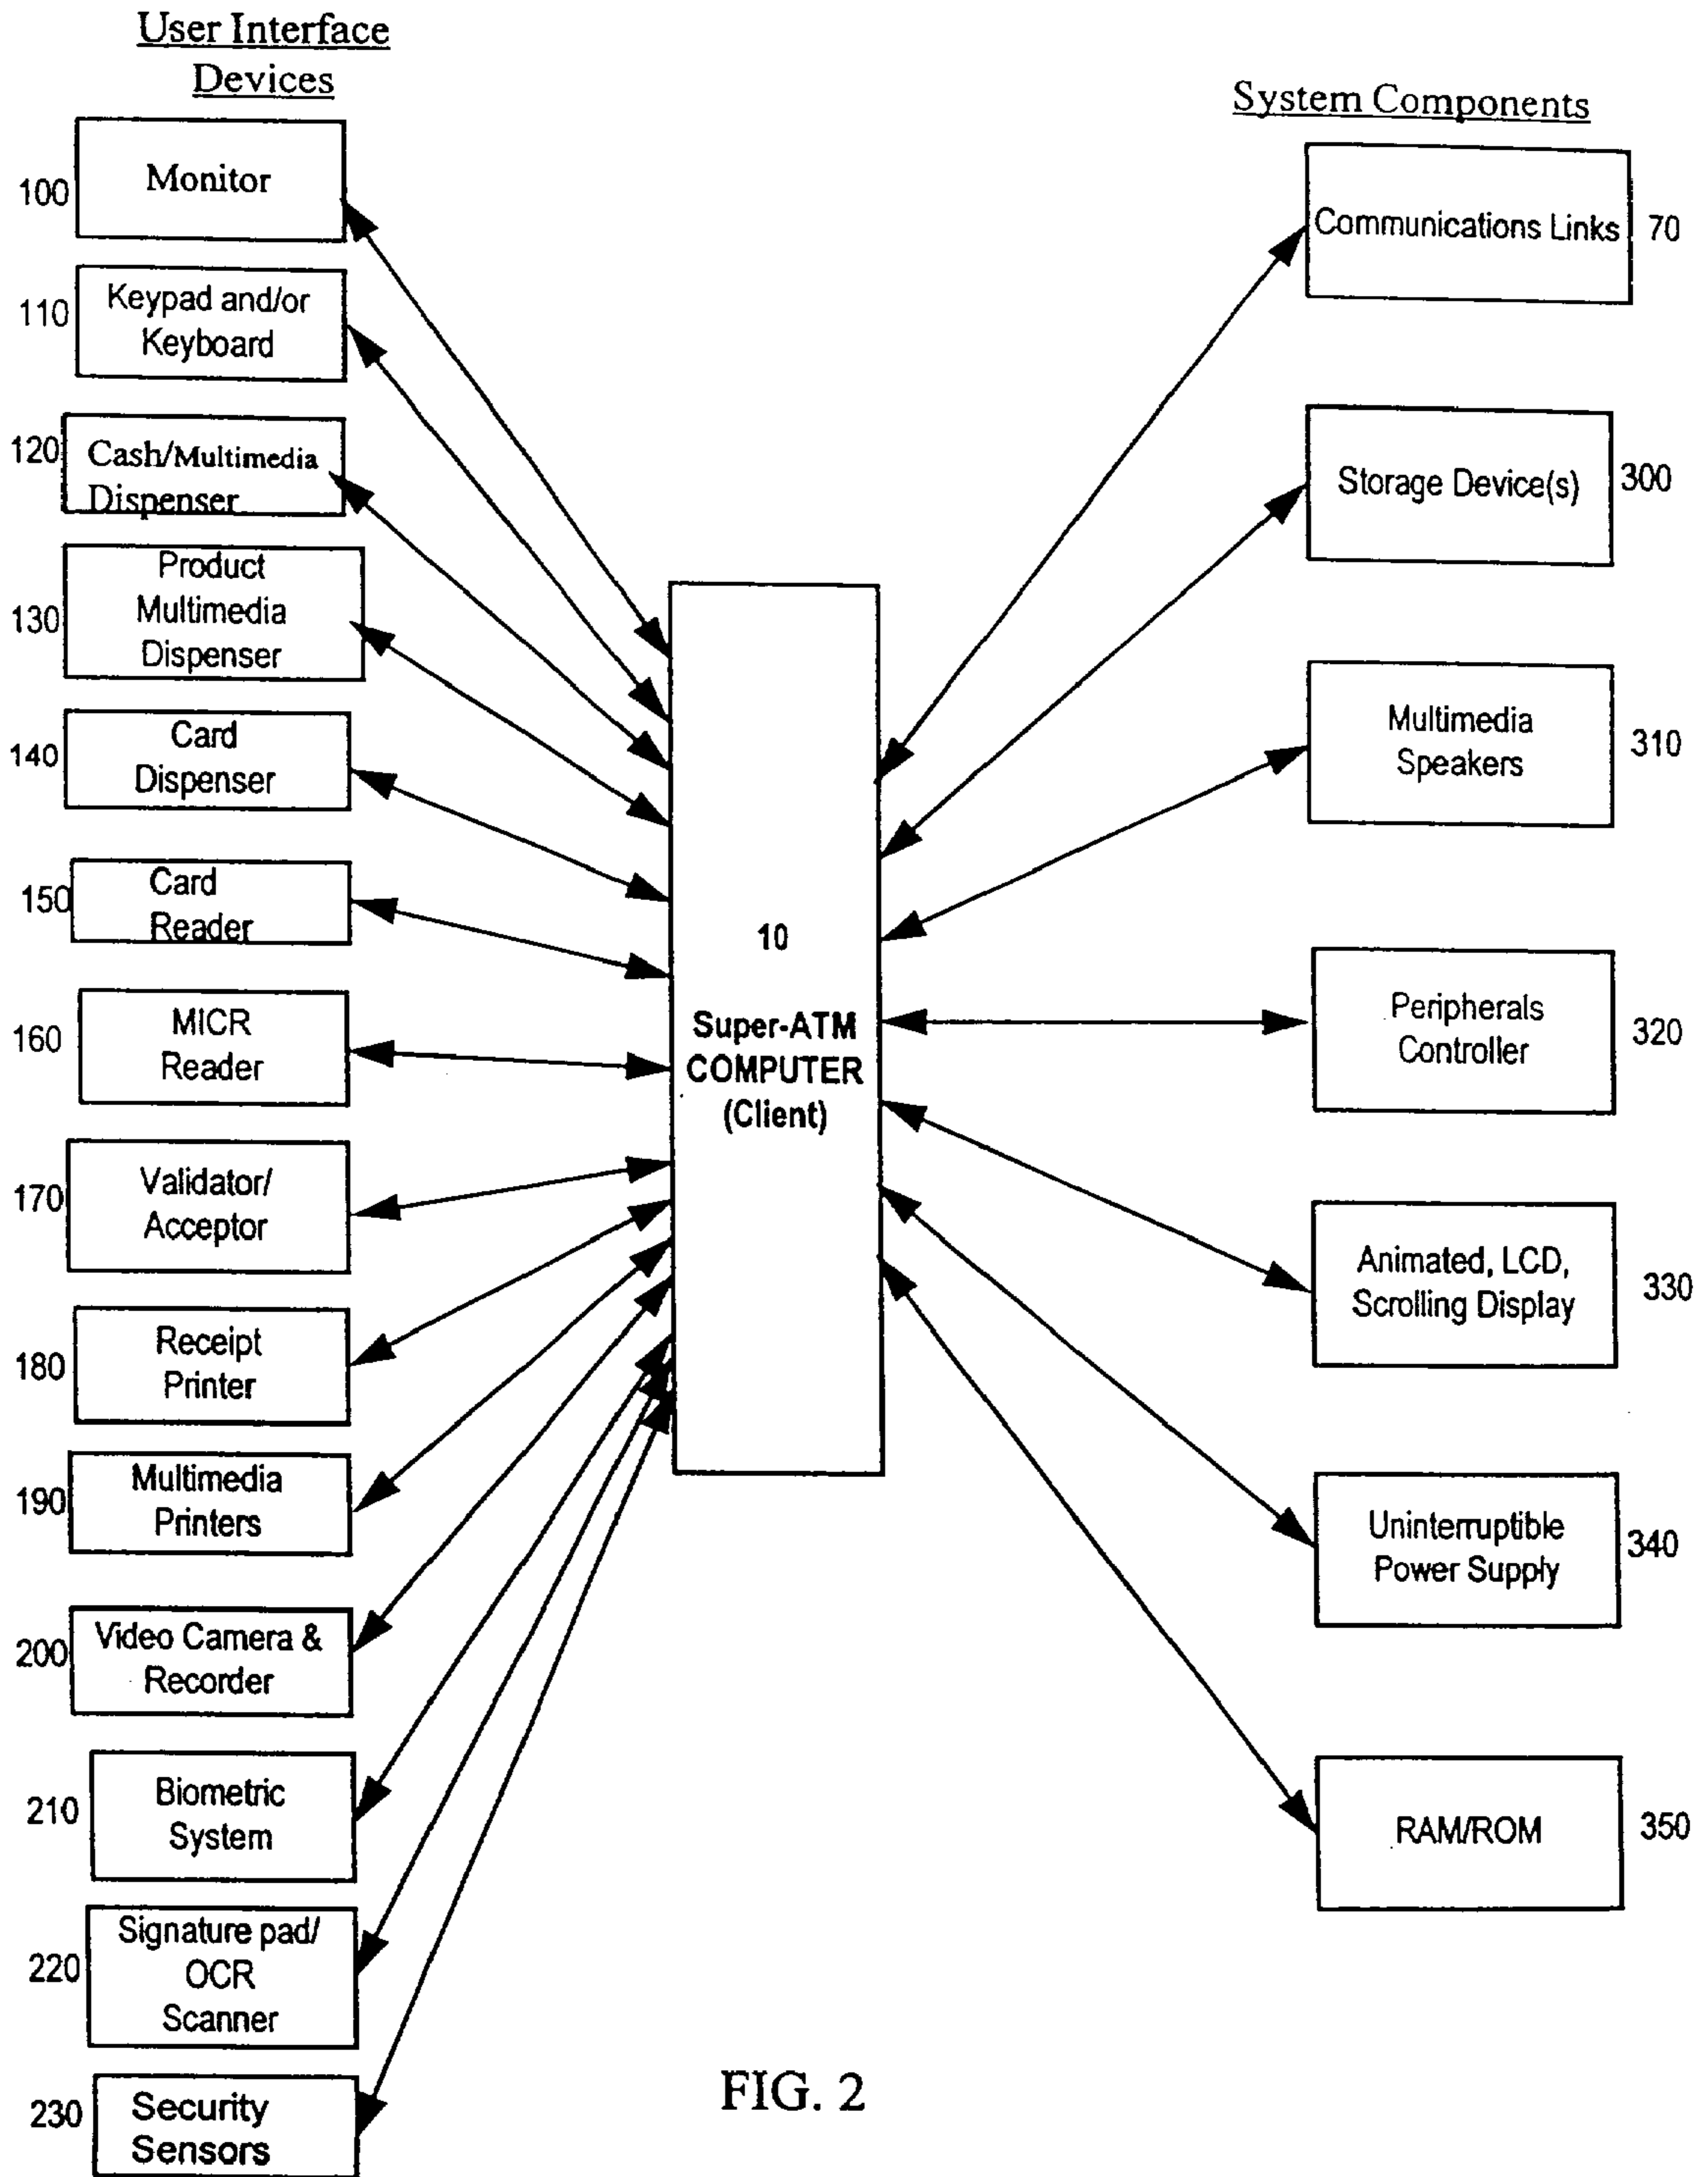 User Interface
Devices
100
Monitor
110
Keypad and/or
Keyboard
120
Cash/Multimedia
Dispenser
130
Product
Multimedia
Dispenser
140
Card
Dispenser
150
Card
Reader
160
MICR
Reader
170
Validator/
Acceptor
180
Receipt
Printer
190
Multimedia
Printers
200
Video Camera &
Recorder
210
Biometric
System
220
Signature pad/
OCR
Scanner
230
Security
Sensors
10
Super-ATM
COMPUTER
(Client)
System Components
Communications Links
70
Storage Device(s)
300
Multimedia
Speakers
310
Peripherals
Controller
320
Animated, LCD,
Scrolling Display
330
Uninterruptible
Power Supply
340
RAM/ROM
350
FIG. 2